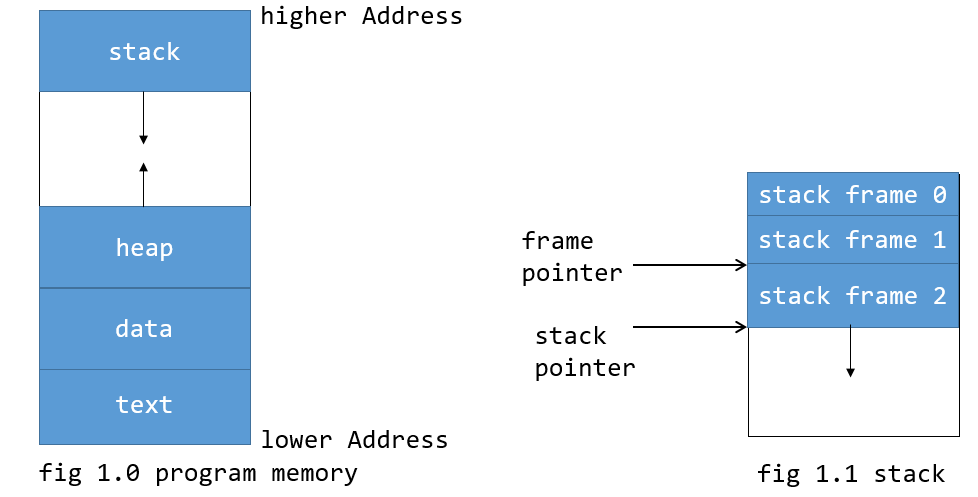 higher Address
stack
heap
data
text
lower Address
fig 1.0 program memory
stack frame 0
stack frame 1
frame
pointer
stack frame 2
stack
pointer
fig 1.1 stack